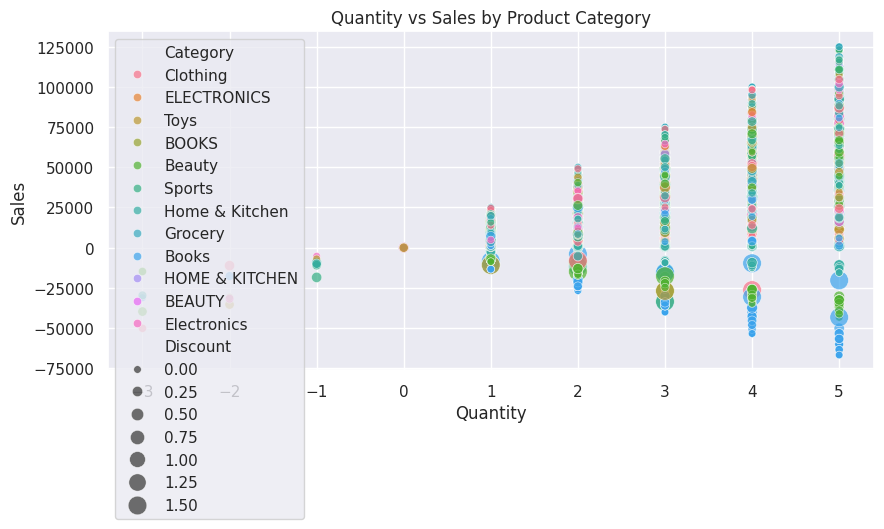 Quantity vs Sales by Product Category
Sales
125000
100000
75000
50000
25000
0
−25000
−50000
−75000
Category
Clothing
ELECTRONICS
Toys
BOOKS
Beauty
Sports
Home & Kitchen
Grocery
Books
HOME & KITCHEN
BEAUTY
Electronics
Discount
0.00
0.25
0.50
0.75
1.00
1.25
1.50
−3 −2 −1 0 1 2 3 4 5
Quantity